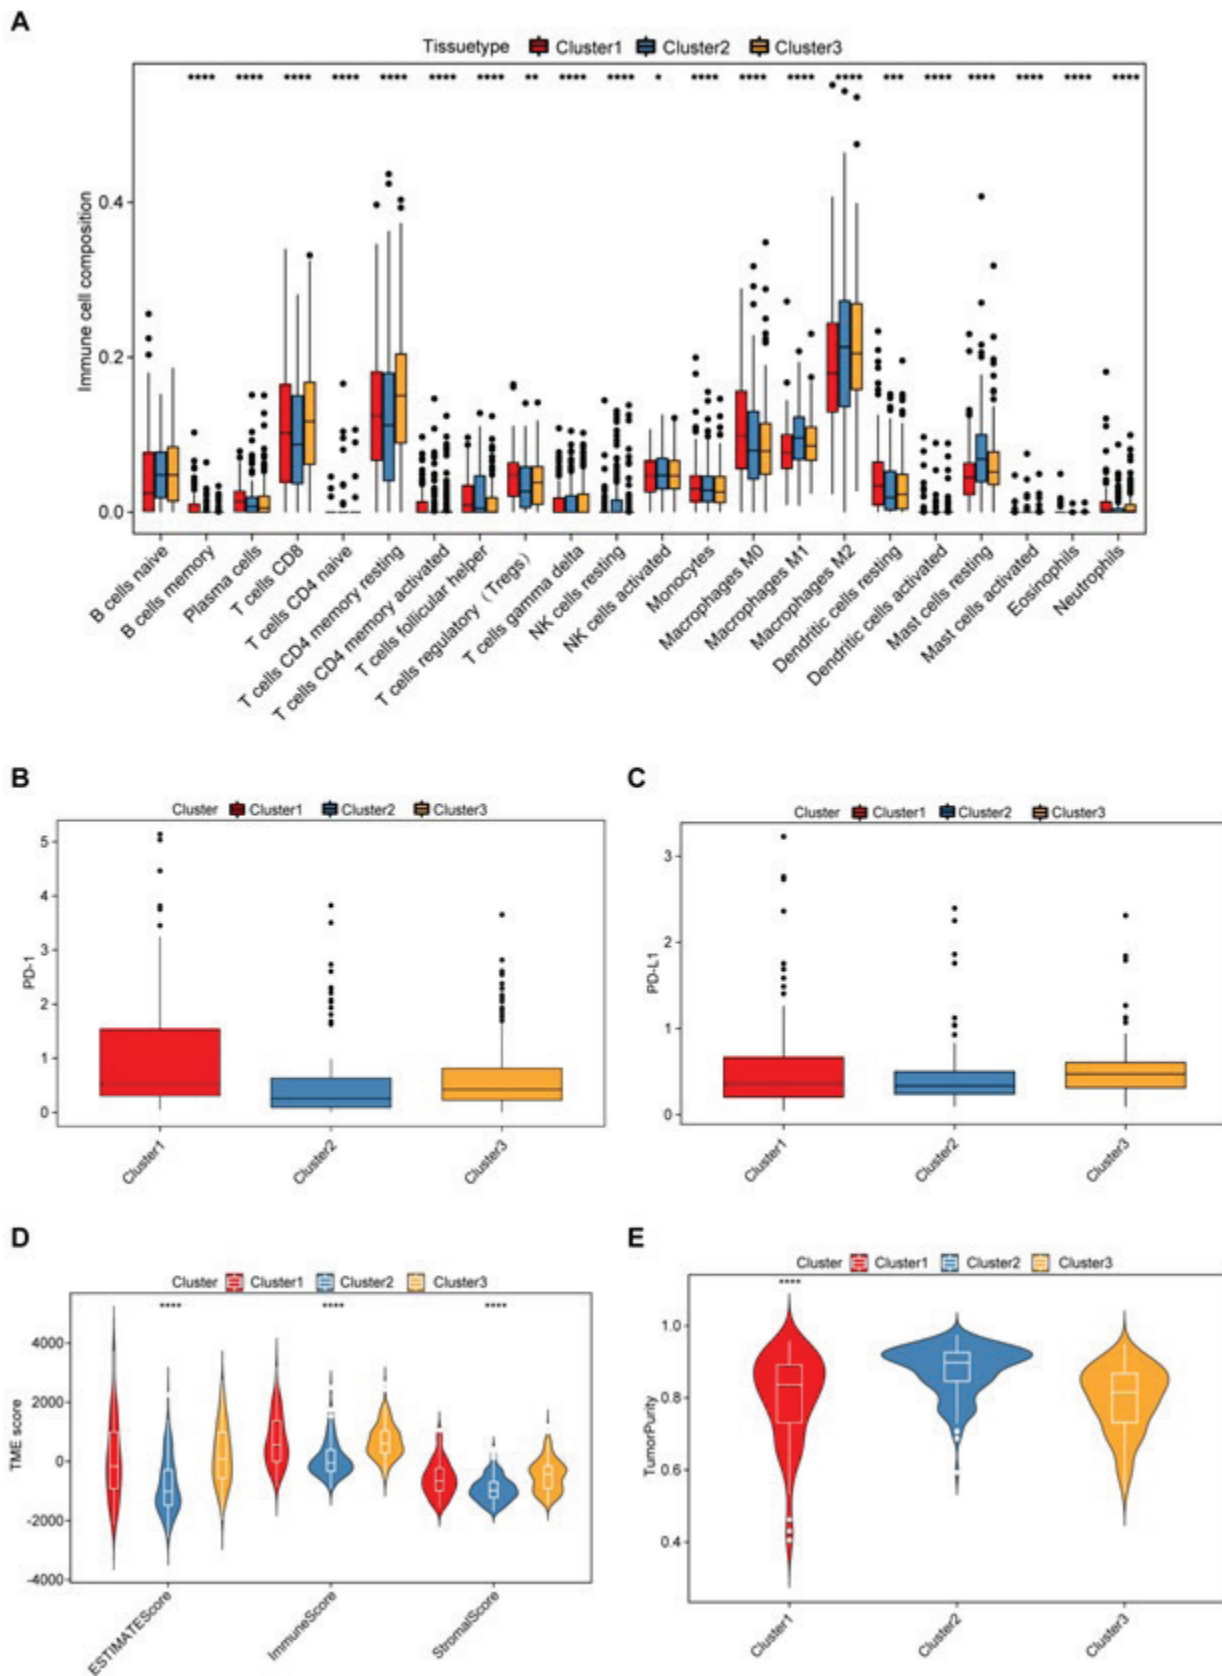 A
Tissuetype Cluster1 Cluster2 Cluster3
**** **** **** **** **** **** **** ** **** **** * **** **** **** **** *** **** **** **** **** ****
Immune cell composition
0.4
0.2
0.0
B cells naive
B cells memory
Plasma cells
T cells CD8
T cells CD4 naive
T cells CD4 memory resting
T cells CD4 memory activated
T cells follicular helper
T cells regulatory (Tregs)
T cells gamma delta
NK cells resting
NK cells activated
Monocytes
Macrophages M0
Macrophages M1
Macrophages M2
Dendritic cells resting
Dendritic cells activated
Mast cells resting
Mast cells activated
Eosinophils
Neutrophils
B
Cluster Cluster1 Cluster2 Cluster3
PD-1
5
4
3
2
1
0
Cluster1
Cluster2
Cluster3
C
Cluster Cluster1 Cluster2 Cluster3
PD-L1
3
2
1
0
Cluster1
Cluster2
Cluster3
D
Cluster Cluster1 Cluster2 Cluster3
**** **** ****
TME score
4000
2000
0
-2000
-4000
ESTIMATEScore
ImmuneScore
StromalScore
E
Cluster Cluster1 Cluster2 Cluster3
****
TumorPurity
1.0
0.8
0.6
0.4
Cluster1
Cluster2
Cluster3